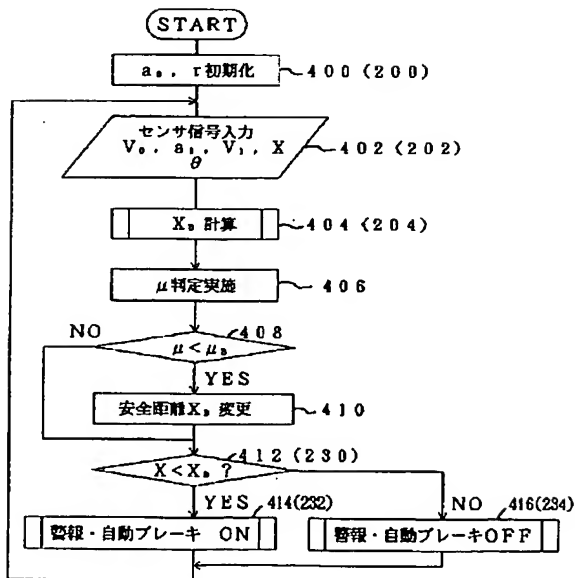 START
a₀, τ初期化
400(200)
センサ信号入力
V₀, a₁, V₁, X
θ
402(202)
X₀ 計算
404(204)
μ判定実施
406
408
NO
μ<μ₀
YES
安全距離X₀ 変更
410
412(230)
X<X₀ ?
YES
414(232)
NO
416(234)
警報・自動ブレーキ ON
警報・自動ブレーキOFF